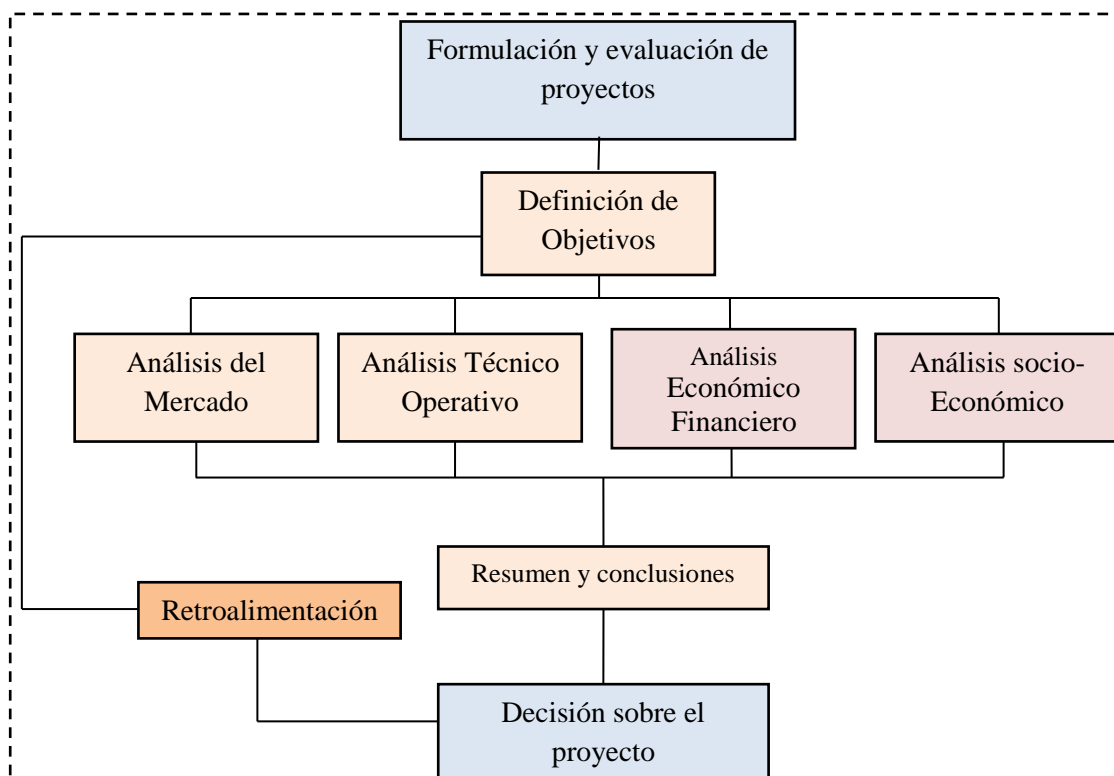 Formulación y evaluación de
proyectos
Definición de
Objetivos
Análisis del
Mercado
Análisis Técnico
Operativo
Análisis
Económico
Financiero
Análisis socio-
Económico
Resumen y conclusiones
Retroalimentación
Decisión sobre el
proyecto